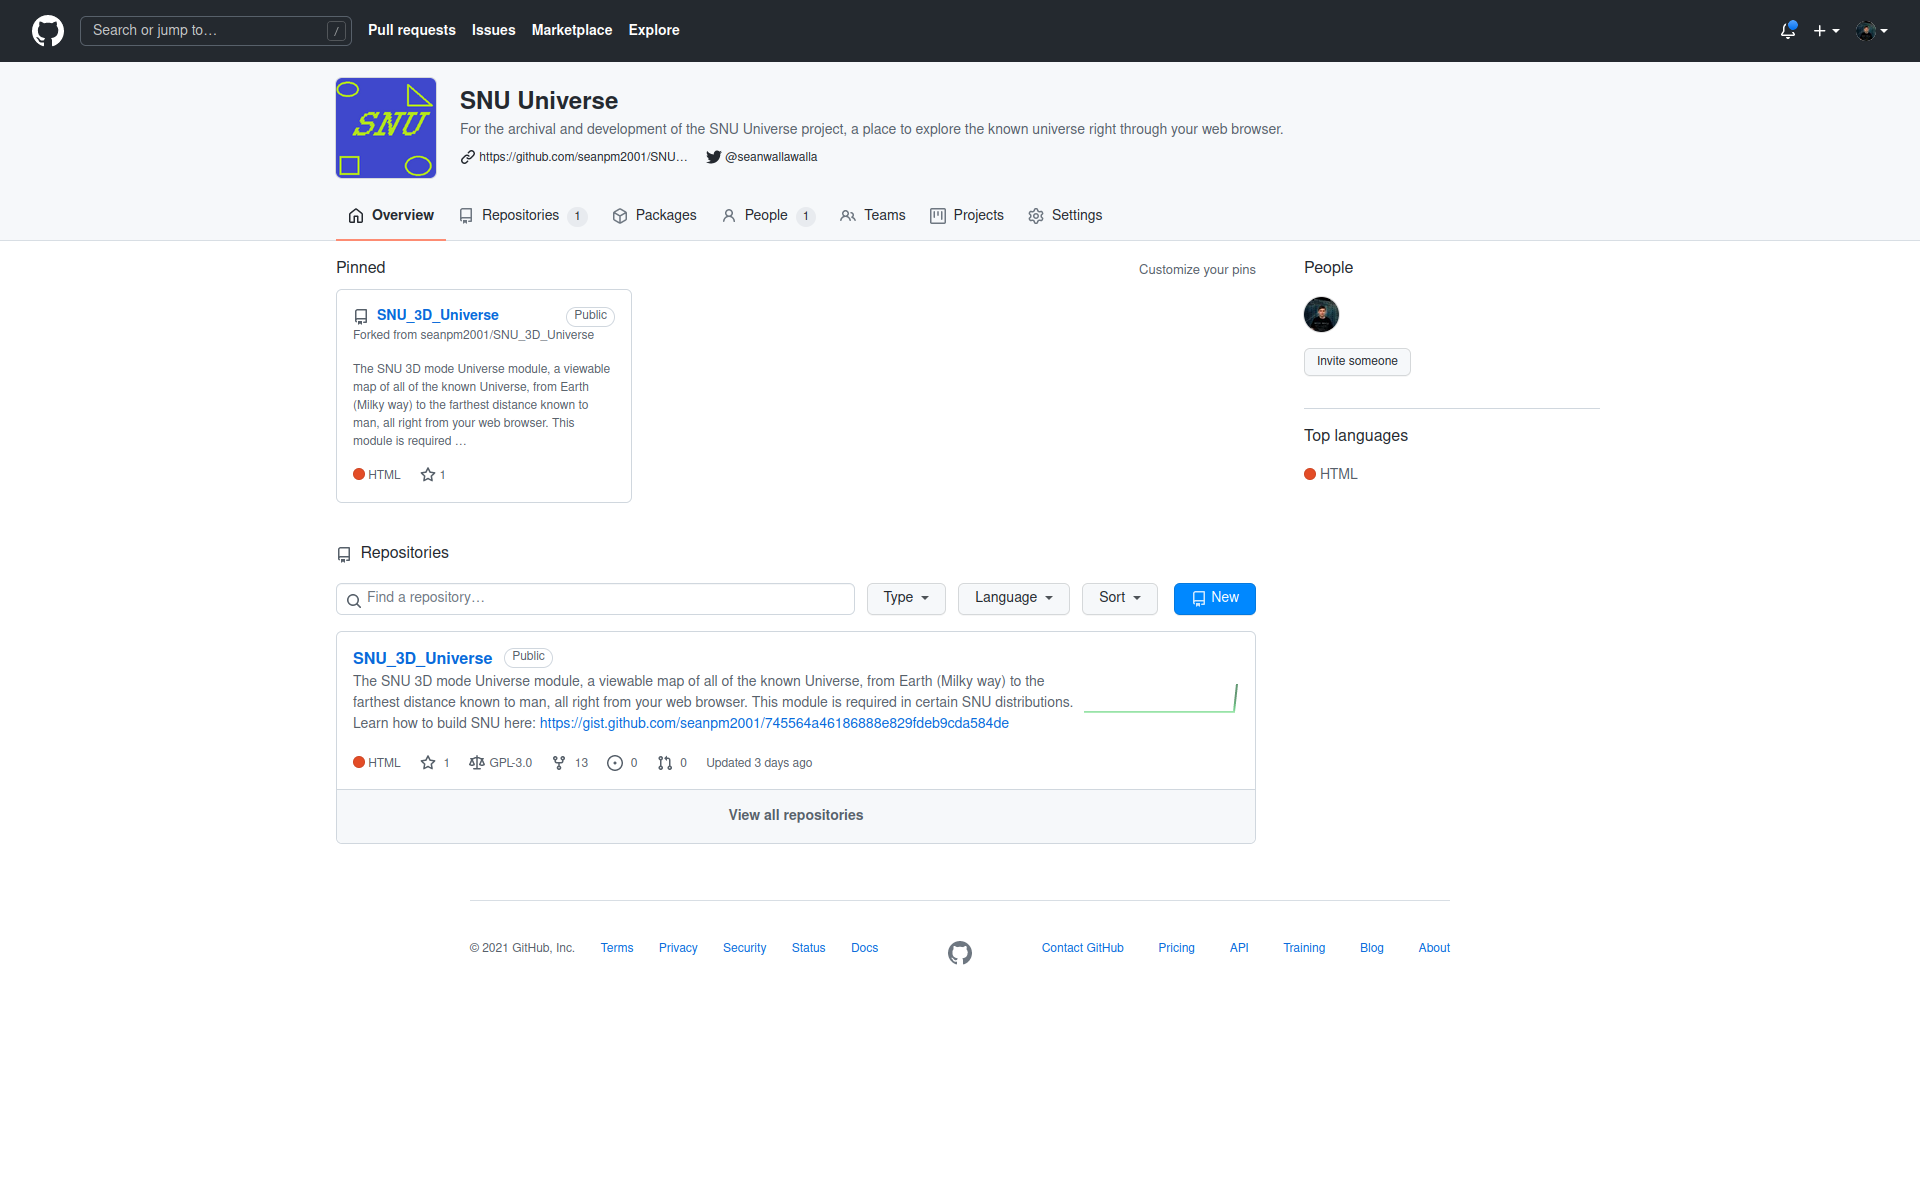 Search or jump to… /
Pull requests Issues Marketplace Explore
SNU
SNU Universe
For the archival and development of the SNU Universe project, a place to explore the known universe right through your web browser.
https://github.com/seanpm2001/SNU… @seanwallawalla
Overview Repositories 1 Packages People 1 Teams Projects Settings
Pinned Customize your pins
SNU_3D_Universe Public
Forked from seanpm2001/SNU_3D_Universe
The SNU 3D mode Universe module, a viewable
map of all of the known Universe, from Earth
(Milky way) to the farthest distance known to
man, all right from your web browser. This
module is required …
HTML 1
People
Invite someone
Top languages
HTML
Repositories
Find a repository… Type Language Sort New
SNU_3D_Universe Public
The SNU 3D mode Universe module, a viewable map of all of the known Universe, from Earth (Milky way) to the
farthest distance known to man, all right from your web browser. This module is required in certain SNU distributions.
Learn how to build SNU here: https://gist.github.com/seanpm2001/745564a46186888e829fdeb9cda584de
HTML 1 GPL-3.0 13 0 0 Updated 3 days ago
View all repositories
© 2021 GitHub, Inc. Terms Privacy Security Status Docs Contact GitHub Pricing API Training Blog About